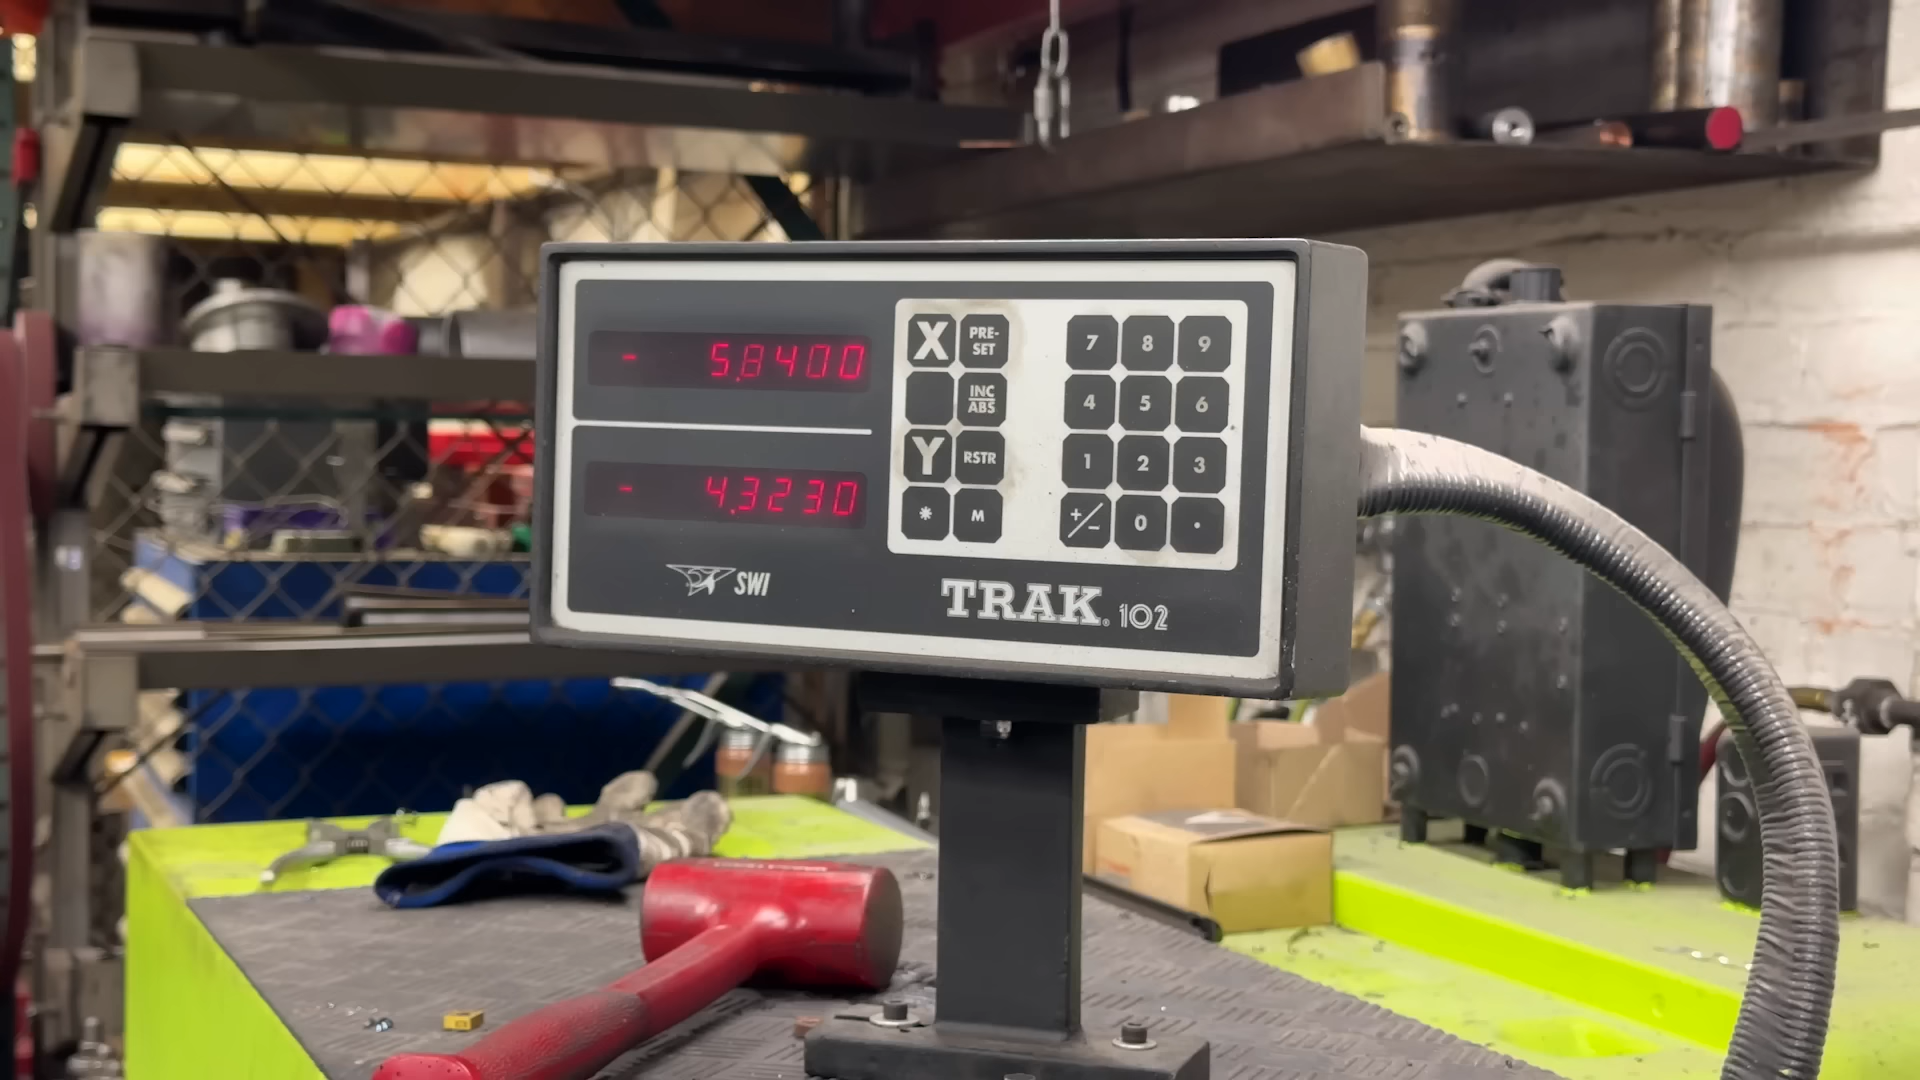 - 5.8400
- 4.3230
X PRE-SET 7 8 9
INC ABS 4 5 6
Y RSTR 1 2 3
* M +/- 0 .
SWI
TRAK® 102